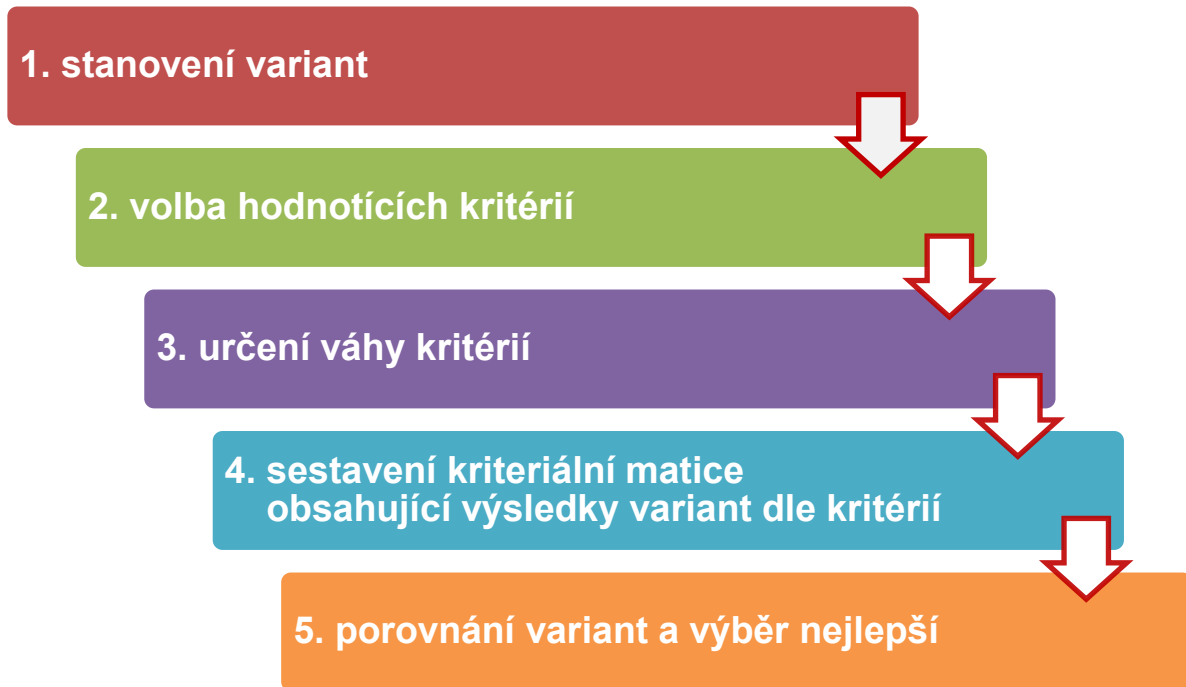 1. stanovení variant
2. volba hodnotících kritérií
3. určení váhy kritérií
4. sestavení kriteriální matice
obsahující výsledky variant dle kritérií
5. porovnání variant a výběr nejlepší